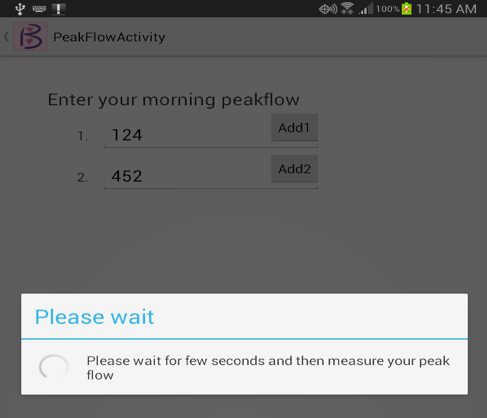 100% 11:45 AM
PeakFlowActivity
Enter your morning peakflow
1. 124 Add1
2. 452 Add2
Please wait
Please wait for few seconds and then measure your peak
flow